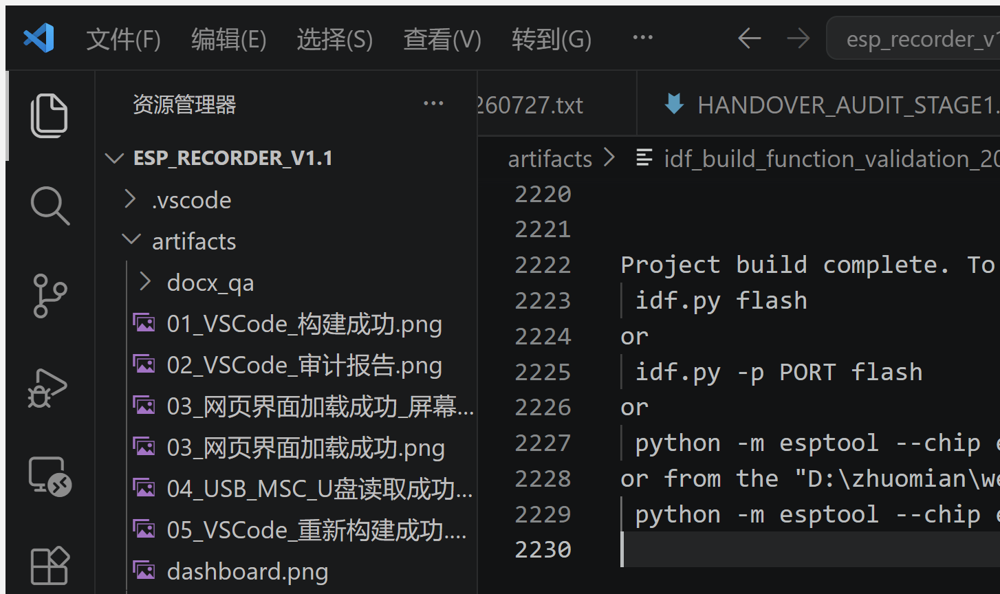 文件(F) 编辑(E) 选择(S) 查看(V) 转到(G) ··· esp_recorder_v1
资源管理器 ···
ESP_RECORDER_V1.1
.vscode
artifacts
docx_qa
01_VSCode_构建成功.png
02_VSCode_审计报告.png
03_网页界面加载成功_屏幕...
03_网页界面加载成功.png
04_USB_MSC_U盘读取成功...
05_VSCode_重新构建成功....
dashboard.png
260727.txt HANDOVER_AUDIT_STAGE1.
artifacts > idf_build_function_validation_20
2220
2221
2222 Project build complete. To
2223 idf.py flash
2224 or
2225 idf.py -p PORT flash
2226 or
2227 python -m esptool --chip e
2228 or from the "D:\zhuomian\we
2229 python -m esptool --chip e
2230